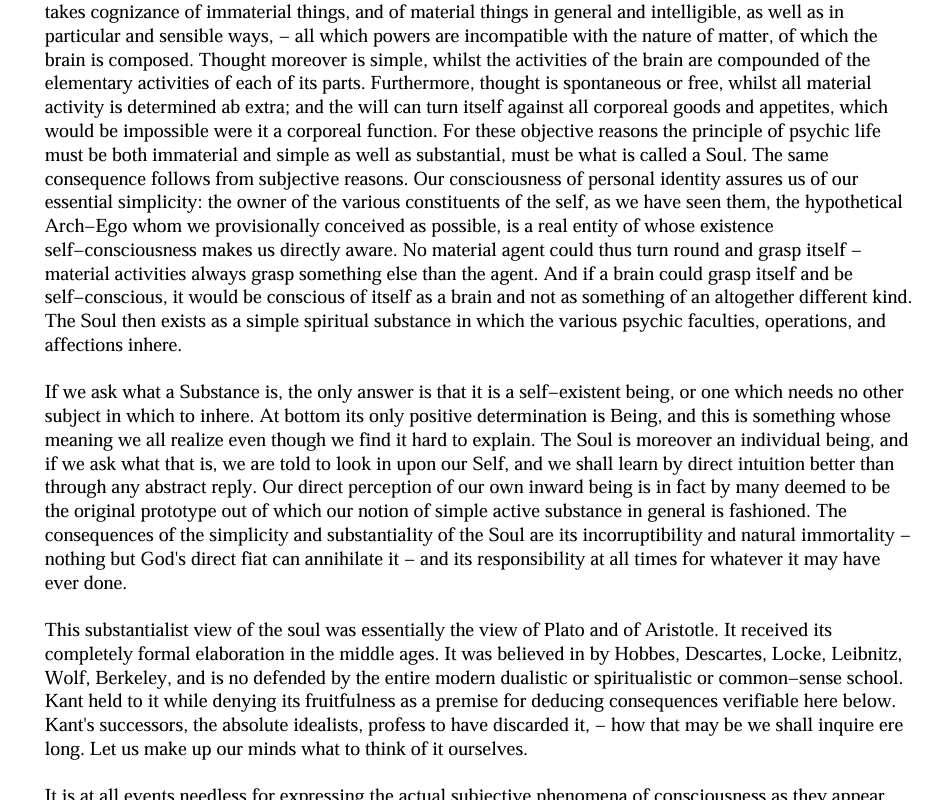 takes cognizance of immaterial things, and of material things in general and intelligible, as well as in
particular and sensible ways, – all which powers are incompatible with the nature of matter, of which the
brain is composed. Thought moreover is simple, whilst the activities of the brain are compounded of the
elementary activities of each of its parts. Furthermore, thought is spontaneous or free, whilst all material
activity is determined ab extra; and the will can turn itself against all corporeal goods and appetites, which
would be impossible were it a corporeal function. For these objective reasons the principle of psychic life
must be both immaterial and simple as well as substantial, must be what is called a Soul. The same
consequence follows from subjective reasons. Our consciousness of personal identity assures us of our
essential simplicity: the owner of the various constituents of the self, as we have seen them, the hypothetical
Arch–Ego whom we provisionally conceived as possible, is a real entity of whose existence
self–consciousness makes us directly aware. No material agent could thus turn round and grasp itself –
material activities always grasp something else than the agent. And if a brain could grasp itself and be
self–conscious, it would be conscious of itself as a brain and not as something of an altogether different kind.
The Soul then exists as a simple spiritual substance in which the various psychic faculties, operations, and
affections inhere.
If we ask what a Substance is, the only answer is that it is a self–existent being, or one which needs no other
subject in which to inhere. At bottom its only positive determination is Being, and this is something whose
meaning we all realize even though we find it hard to explain. The Soul is moreover an individual being, and
if we ask what that is, we are told to look in upon our Self, and we shall learn by direct intuition better than
through any abstract reply. Our direct perception of our own inward being is in fact by many deemed to be
the original prototype out of which our notion of simple active substance in general is fashioned. The
consequences of the simplicity and substantiality of the Soul are its incorruptibility and natural immortality –
nothing but God's direct fiat can annihilate it – and its responsibility at all times for whatever it may have
ever done.
This substantialist view of the soul was essentially the view of Plato and of Aristotle. It received its
completely formal elaboration in the middle ages. It was believed in by Hobbes, Descartes, Locke, Leibnitz,
Wolf, Berkeley, and is no defended by the entire modern dualistic or spiritualistic or common–sense school.
Kant held to it while denying its fruitfulness as a premise for deducing consequences verifiable here below.
Kant's successors, the absolute idealists, profess to have discarded it, – how that may be we shall inquire ere
long. Let us make up our minds what to think of it ourselves.
It is at all events needless for expressing the actual subjective phenomena of consciousness as they appear